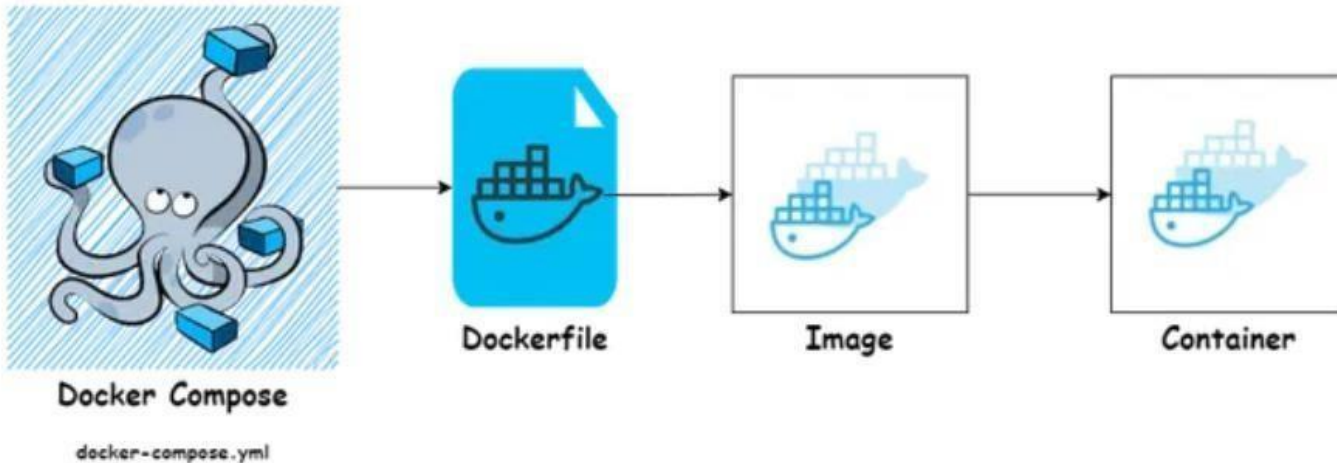 Docker Compose
docker-compose.yml
Dockerfile
Image
Container